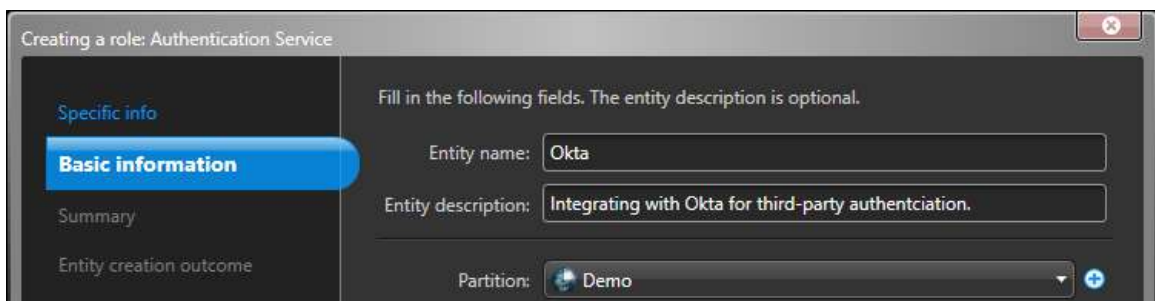 Creating a role: Authentication Service
Specific info
Basic information
Summary
Entity creation outcome
Fill in the following fields. The entity description is optional.
Entity name: Okta
Entity description: Integrating with Okta for third-party authentciation.
Partition: Demo